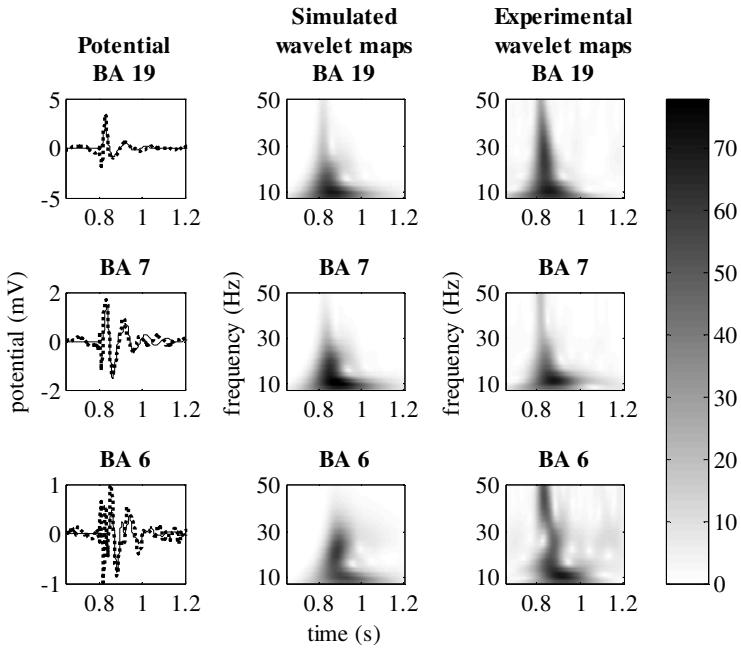 Potential
BA 19
Simulated
wavelet maps
BA 19
Experimental
wavelet maps
BA 19
5
0
-5
0.8 1 1.2
50
30
10
0.8 1 1.2
50
30
10
0.8 1 1.2
BA 7
BA 7
BA 7
potential (mV)
2
0
-2
0.8 1 1.2
frequency (Hz)
50
30
10
0.8 1 1.2
frequency (Hz)
50
30
10
0.8 1 1.2
BA 6
BA 6
BA 6
1
0
-1
0.8 1 1.2
50
30
10
0.8 1 1.2
50
30
10
0.8 1 1.2
time (s)
70
60
50
40
30
20
10
0